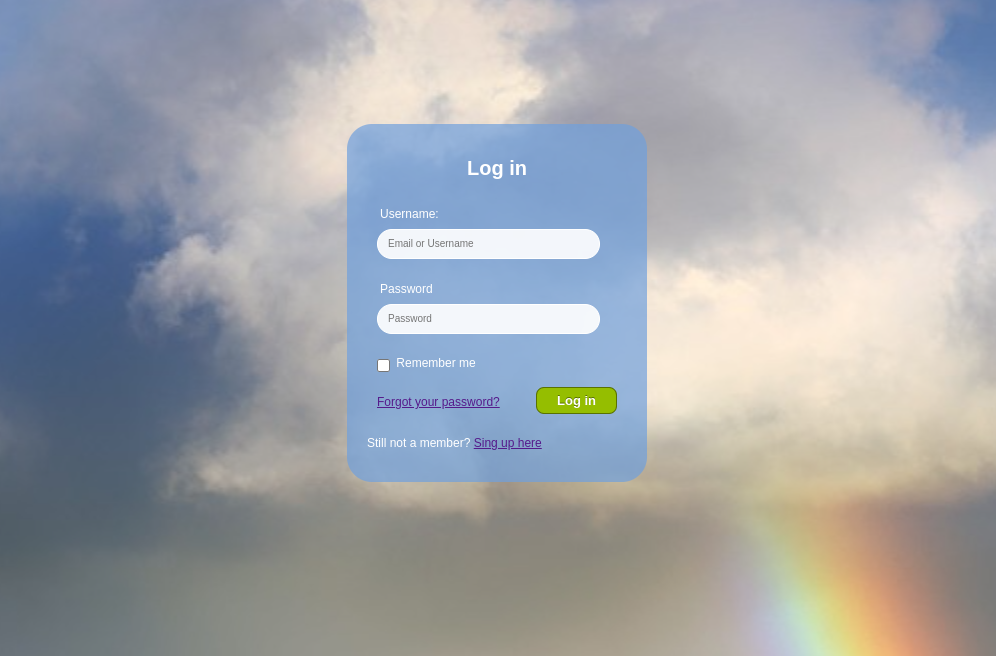 Log in
Username:
Email or Username
Password
Password
Remember me
Forgot your password?
Log in
Still not a member? Sing up here